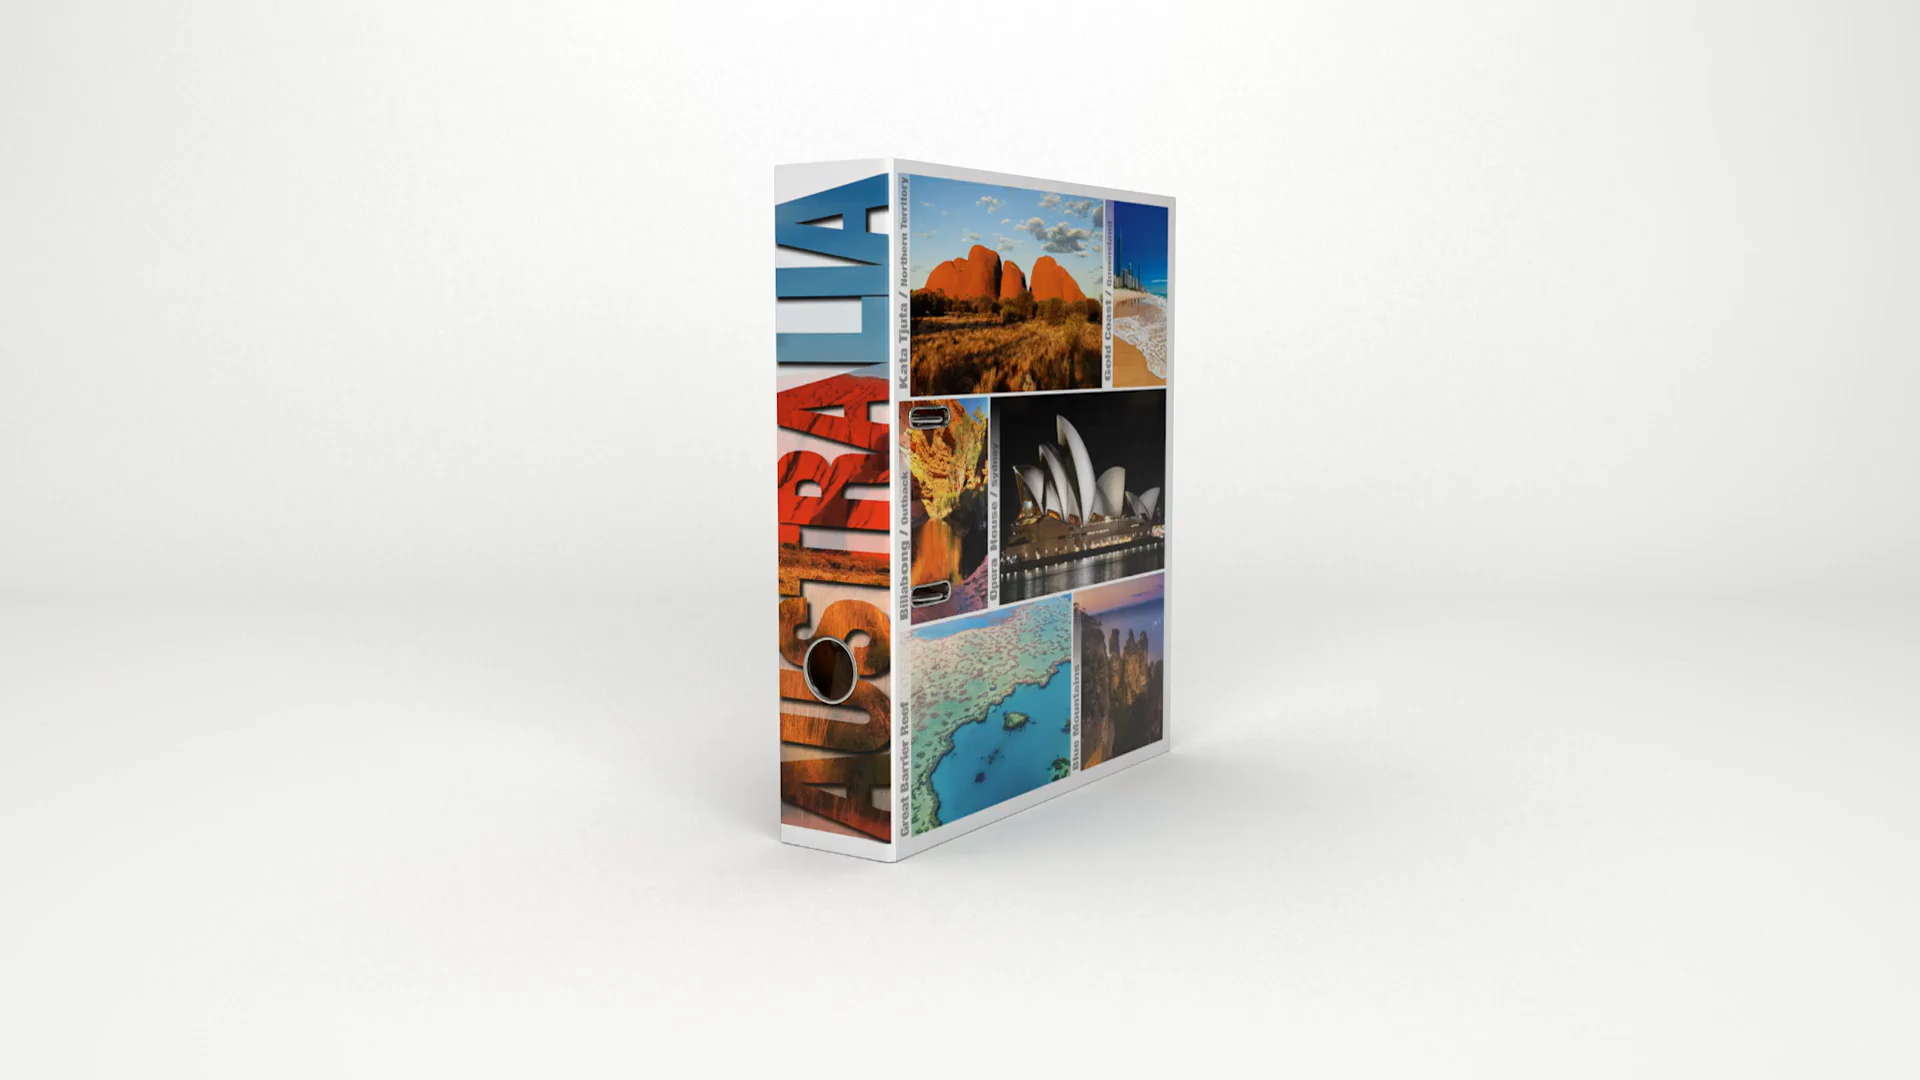 AUSTRALIA
Kata Tjuta / Northern Territory
Gold Coast / Queensland
Billabong / Outback
Opera House / Sydney
Great Barrier Reef
Blue Mountains